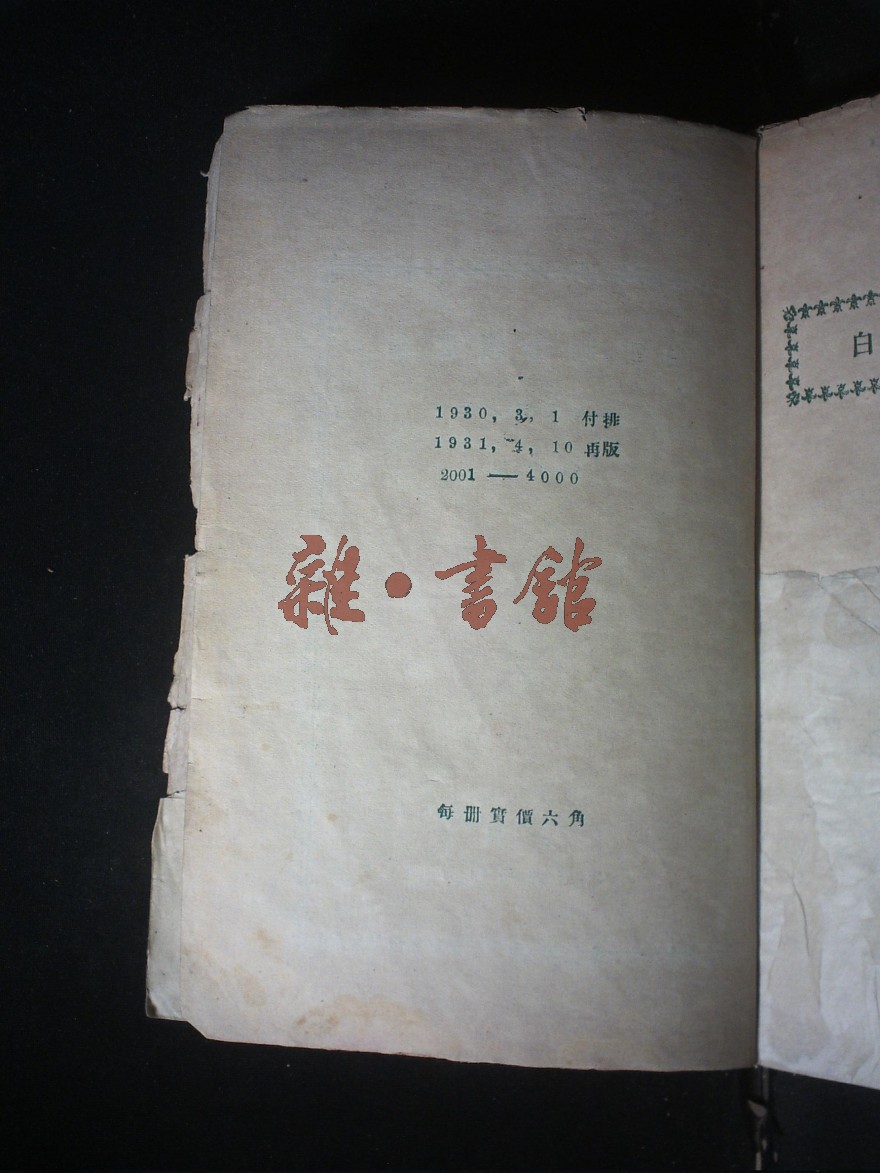 1930, 3, 1 付排
1931, 4, 10 再版
2001 — 4000
雜·書館
每册實價六角
白